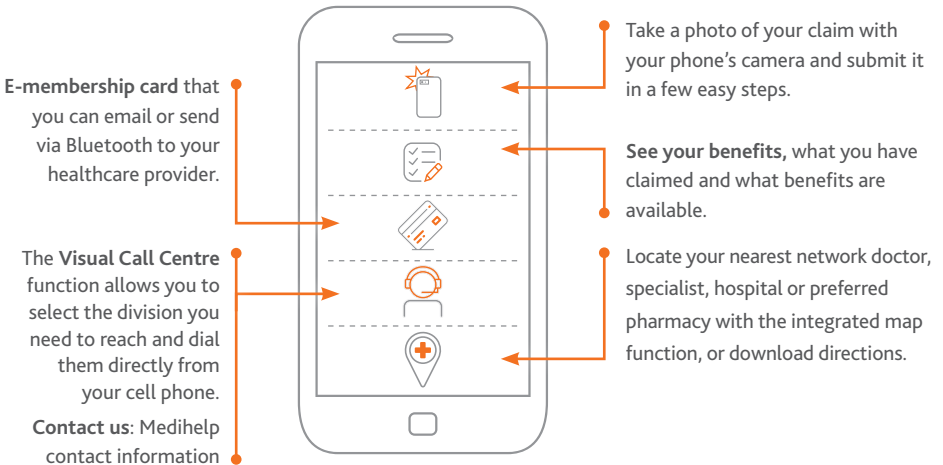 E-membership card that
you can email or send
via Bluetooth to your
healthcare provider.
The Visual Call Centre
function allows you to
select the division you
need to reach and dial
them directly from
your cell phone.
Contact us: Medihelp
contact information
Take a photo of your claim with
your phone’s camera and submit it
in a few easy steps.
See your benefits, what you have
claimed and what benefits are
available.
Locate your nearest network doctor,
specialist, hospital or preferred
pharmacy with the integrated map
function, or download directions.